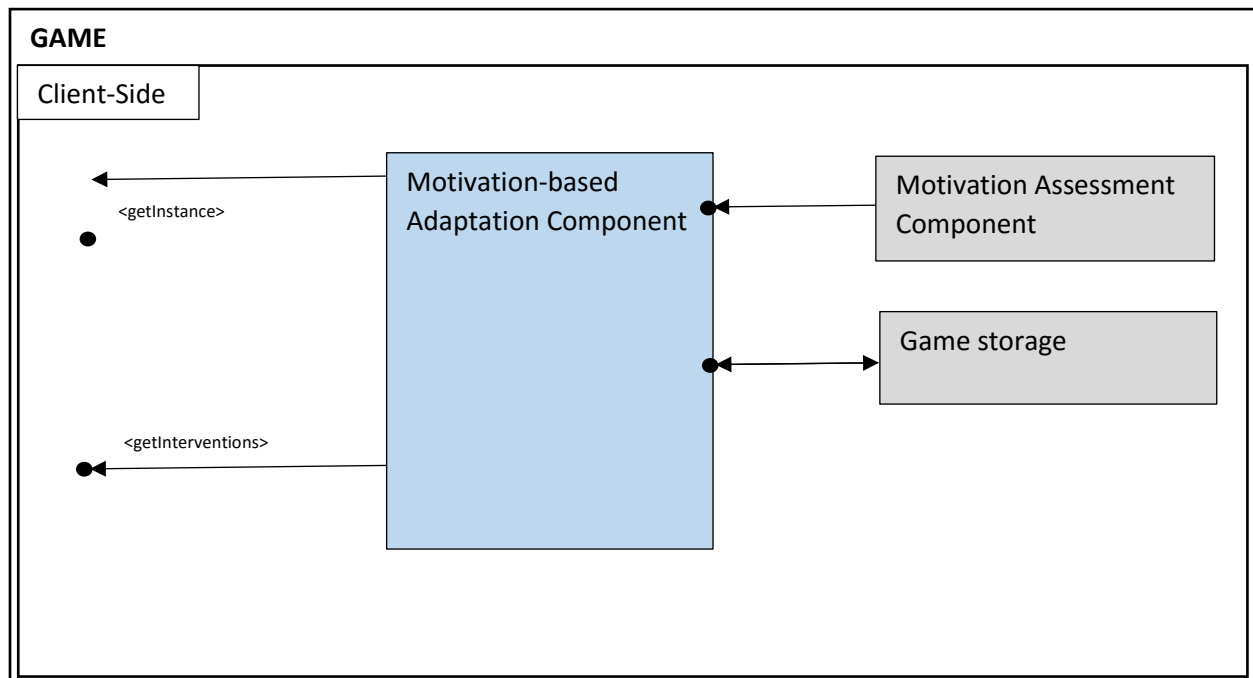 GAME
Client-Side
Motivation-based
Adaptation Component
Motivation Assessment
Component
<getInstance>
Game storage
<getInterventions>